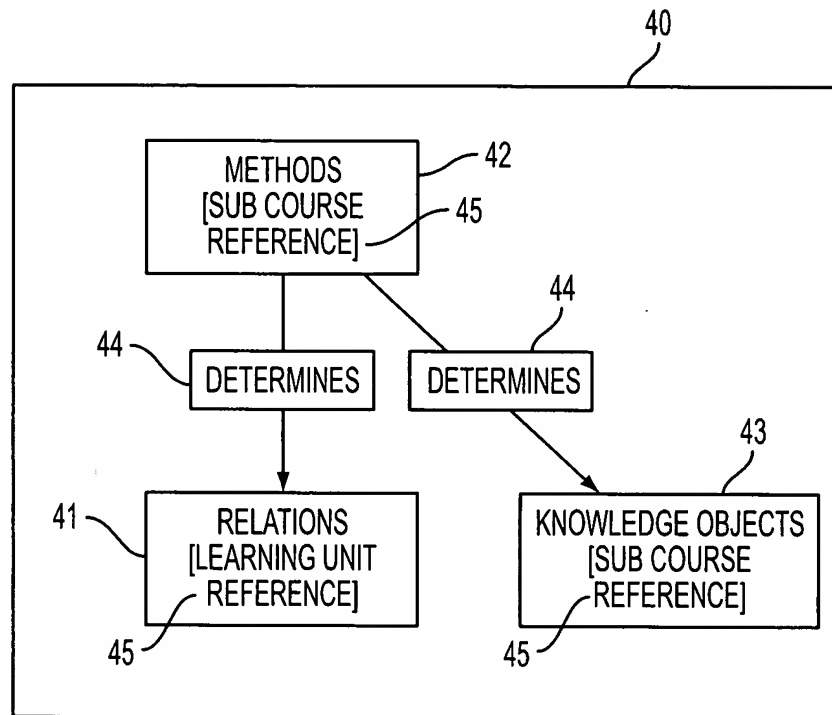 40
METHODS
[SUB COURSE
REFERENCE]
42
45
44
DETERMINES
44
DETERMINES
41
RELATIONS
[LEARNING UNIT
REFERENCE]
45
43
KNOWLEDGE OBJECTS
[SUB COURSE
REFERENCE]
45